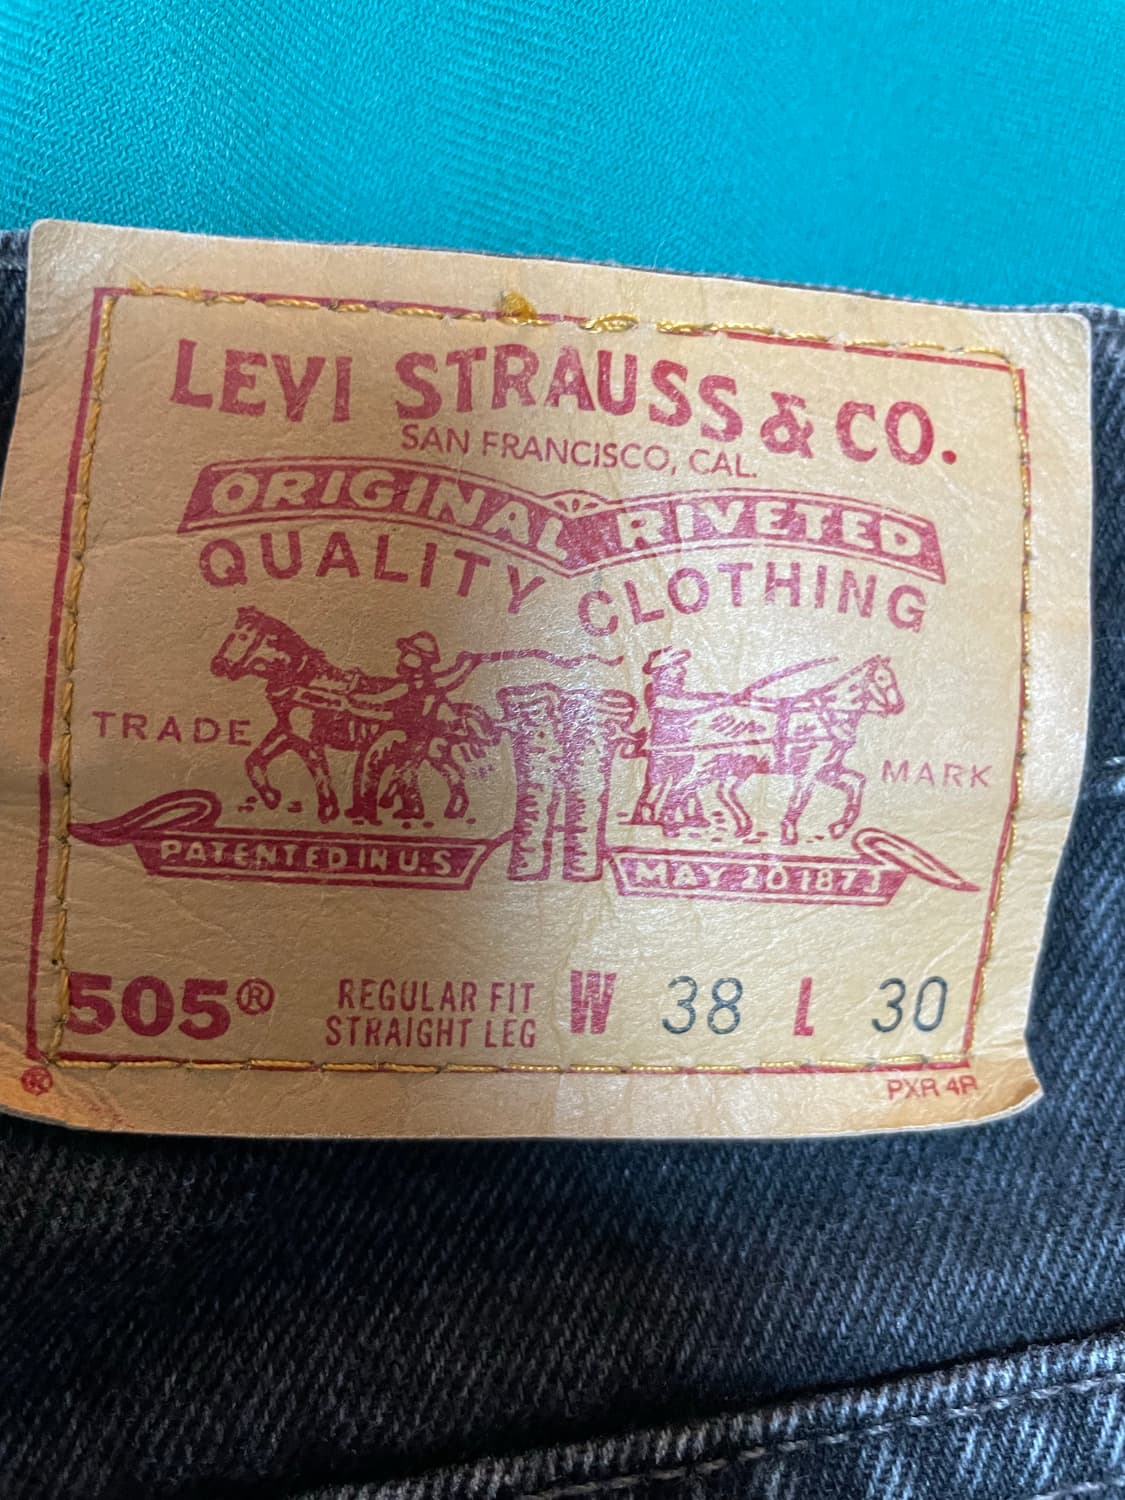 LEVI STRAUSS & CO.
SAN FRANCISCO, CAL.
ORIGINAL RIVETED
QUALITY CLOTHING
TRADE MARK
PATENTED IN U.S. MAY 20 1873
505® REGULAR FIT W 38 L 30
STRAIGHT LEG
®
PXR 4R